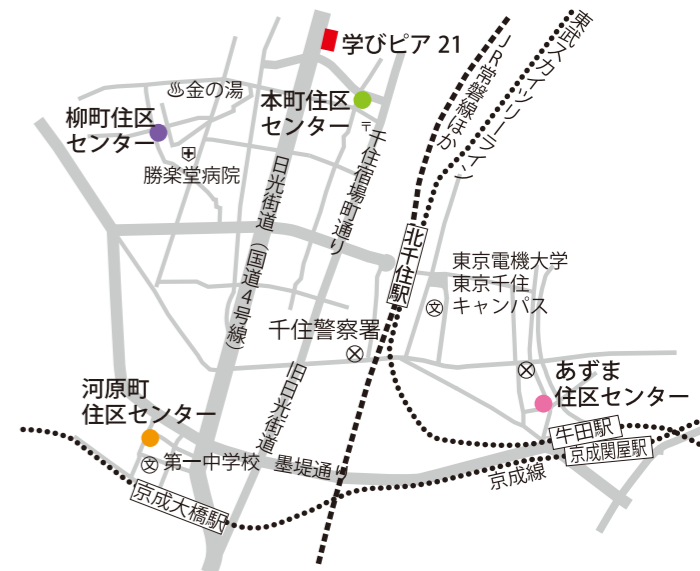 学びピア 21
金の湯
本町住区
センター
柳町住区
センター
勝楽堂病院
千住宿場町通り
JR常磐線ほか
東武スカイツリーライン
日光街道（国道4号線）
北千住駅
東京電機大学
東京千住
キャンパス
文
千住警察署
あずま
住区センター
河原町
住区センター
旧日光街道
文
第一中学校
墨堤通り
牛田駅
京成関屋駅
京成線
京成大橋駅